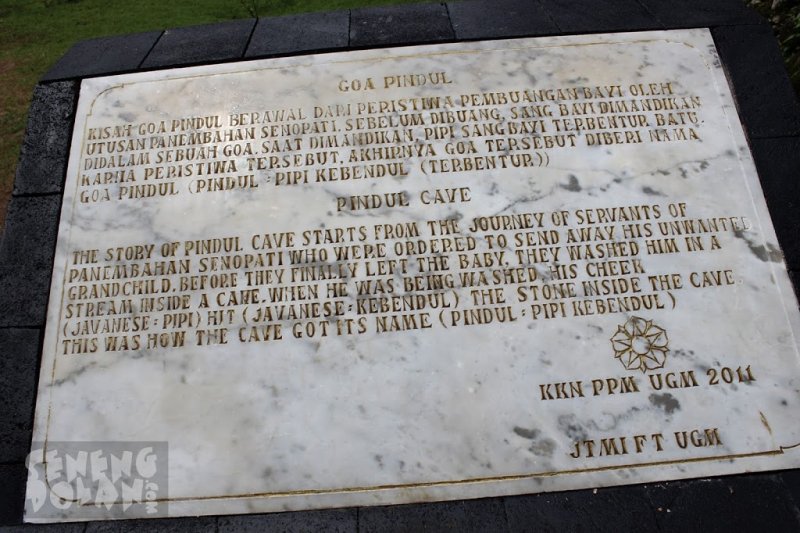 GOA PINDUL
KISAH GOA PINDUL BERAWAL DARI PERISTIWA PEMBUANGAN BAYI OLEH
UTUSAN PANEMBAHAN SENOPATI. SEBELUM DIBUANG, SANG BAYI DIMANDIKAN
DIDALAM SEBUAH GOA. SAAT DIMANDIKAN, PIPI SANG BAYI TERBENTUR BATU.
KARNA PERISTIWA TERSEBUT, AKHIRNYA GOA TERSEBUT DIBERI NAMA
GOA PINDUL (PINDUL : PIPI KEBENDUL (TERBENTUR))
PINDUL CAVE
THE STORY OF PINDUL CAVE STARTS FROM THE JOURNEY OF SERVANTS OF
PANEMBAHAN SENOPATI WHO WERE ORDERED TO SEND AWAY HIS UNWANTED
GRANDCHILD. BEFORE THEY FINALLY LEFT THE BABY, THEY WASHED HIM IN A
STREAM INSIDE A CAVE. WHEN HE WAS BEING WASHED, HIS CHEEK
(JAVANESE : PIPI) HIT (JAVANESE : KEBENDUL) THE STONE INSIDE THE CAVE.
THIS WAS HOW THE CAVE GOT ITS NAME (PINDUL : PIPI KEBENDUL)
KKN PPM UGM 2011
JTMI FT UGM
SENENG
DOLAN.COM